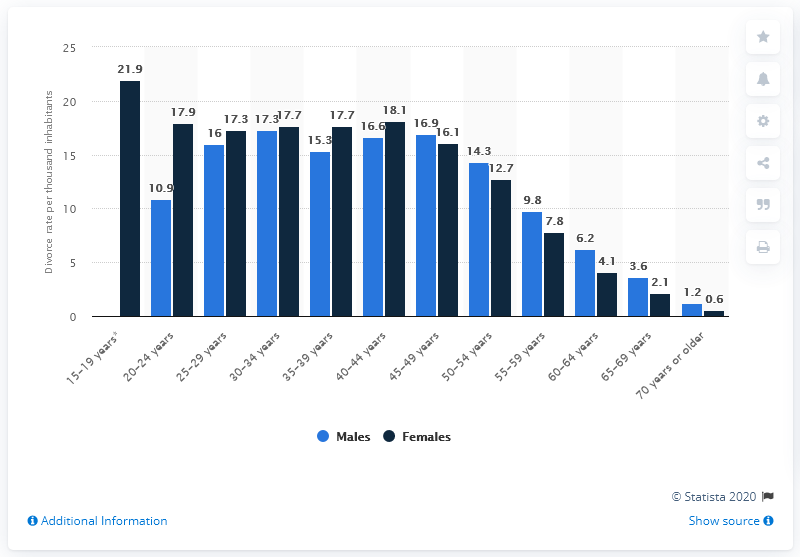 Divorce rate per thousand inhabitants
25
20
15
10
5
0
21.9
10.9
17.9
16
17.3
17.3
17.7
15.3
17.7
16.6
18.1
16.9
16.1
14.3
12.7
9.8
7.8
6.2
4.1
3.6
2.1
1.2
0.6
15–19 years*
20–24 years
25–29 years
30–34 years
35–39 years
40–44 years
45–49 years
50–54 years
55–59 years
60–64 years
65–69 years
70 years or older
Males Females
© Statista 2020
Additional Information
Show source